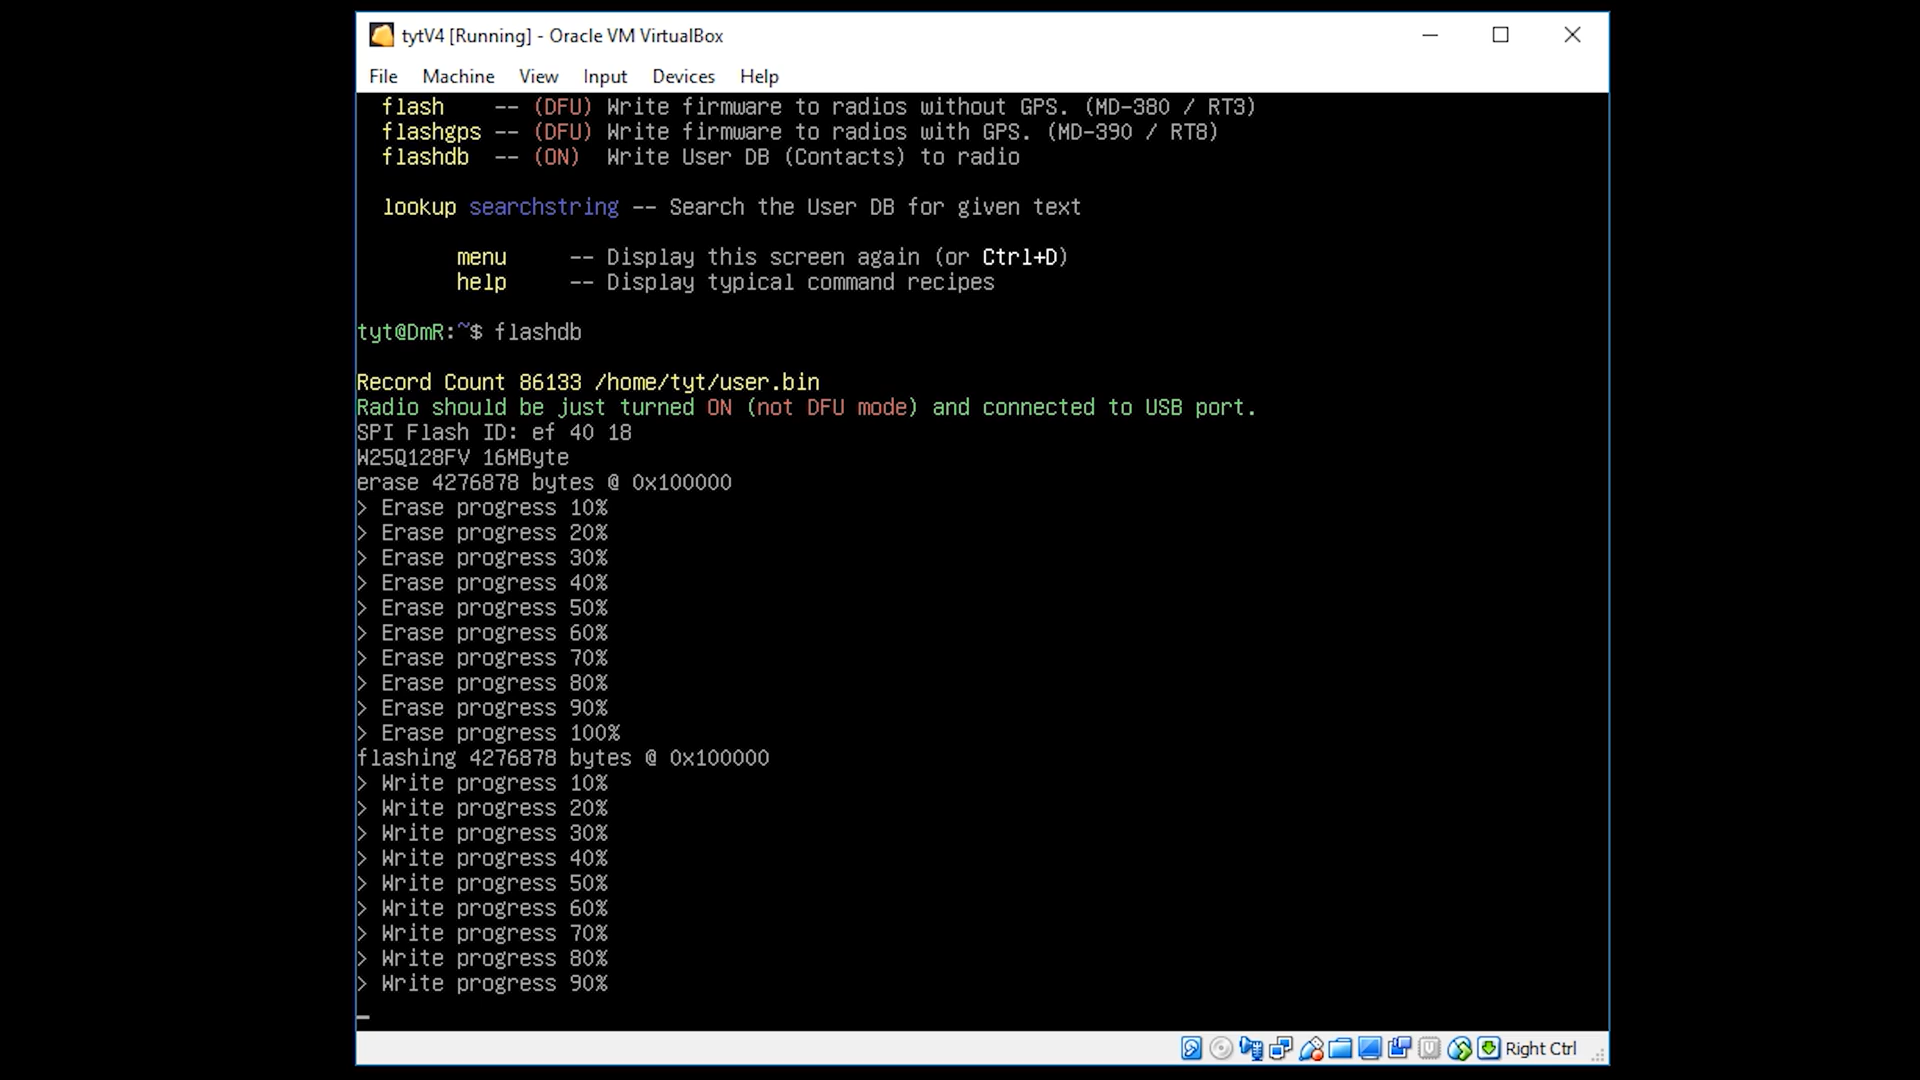 tytV4 [Running] - Oracle VM VirtualBox
File Machine View Input Devices Help
flash -- (DFU) Write firmware to radios without GPS. (MD-380 / RT3)
flashgps -- (DFU) Write firmware to radios with GPS. (MD-390 / RT8)
flashdb -- (ON) Write User DB (Contacts) to radio
lookup searchstring -- Search the User DB for given text
menu -- Display this screen again (or Ctrl+D)
help -- Display typical command recipes
tyt@DmR:~$ flashdb
Record Count 86133 /home/tyt/user.bin
Radio should be just turned ON (not DFU mode) and connected to USB port.
SPI Flash ID: ef 40 18
W25Q128FV 16MByte
erase 4276878 bytes @ 0x100000
> Erase progress 10%
> Erase progress 20%
> Erase progress 30%
> Erase progress 40%
> Erase progress 50%
> Erase progress 60%
> Erase progress 70%
> Erase progress 80%
> Erase progress 90%
> Erase progress 100%
flashing 4276878 bytes @ 0x100000
> Write progress 10%
> Write progress 20%
> Write progress 30%
> Write progress 40%
> Write progress 50%
> Write progress 60%
> Write progress 70%
> Write progress 80%
> Write progress 90%
Right Ctrl